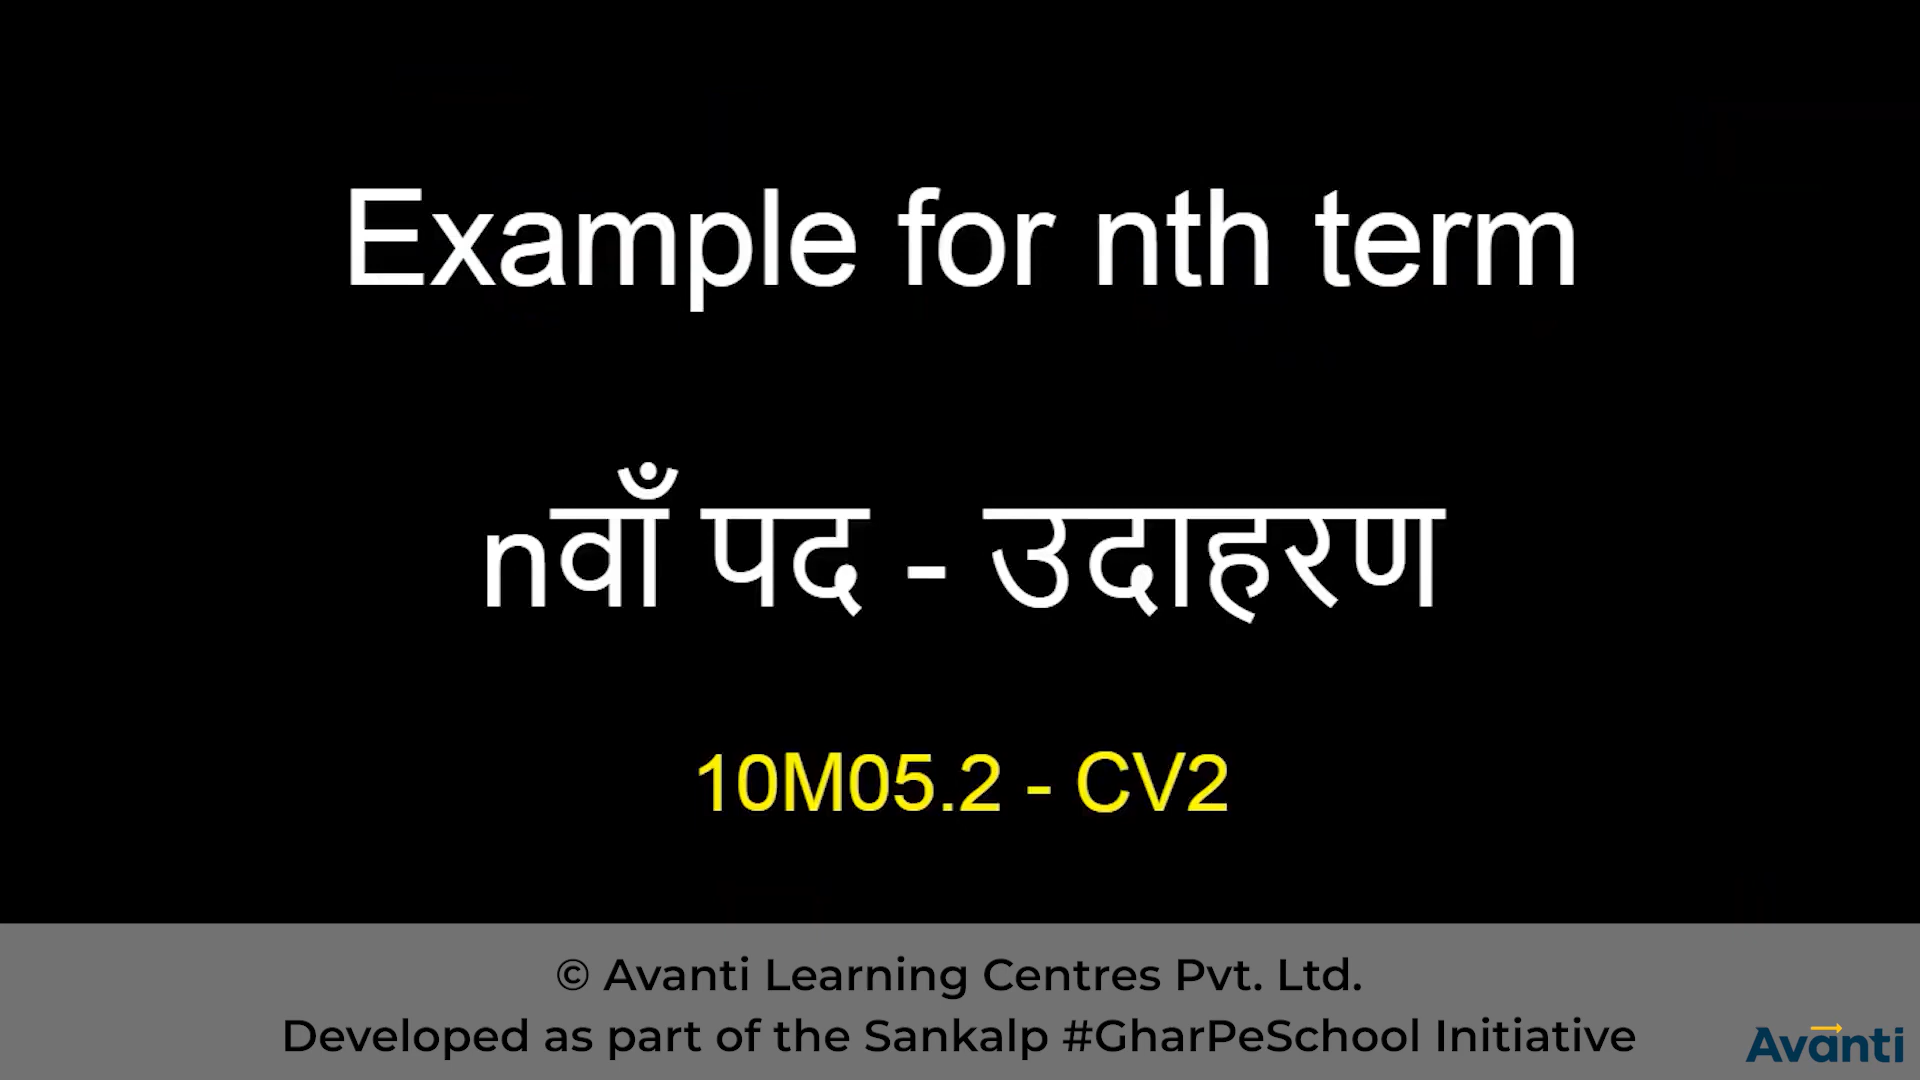 Example for nth term
nवाँ पद - उदाहरण
10M05.2 - CV2
© Avanti Learning Centres Pvt. Ltd.
Developed as part of the Sankalp #GharPeSchool Initiative
Avanti